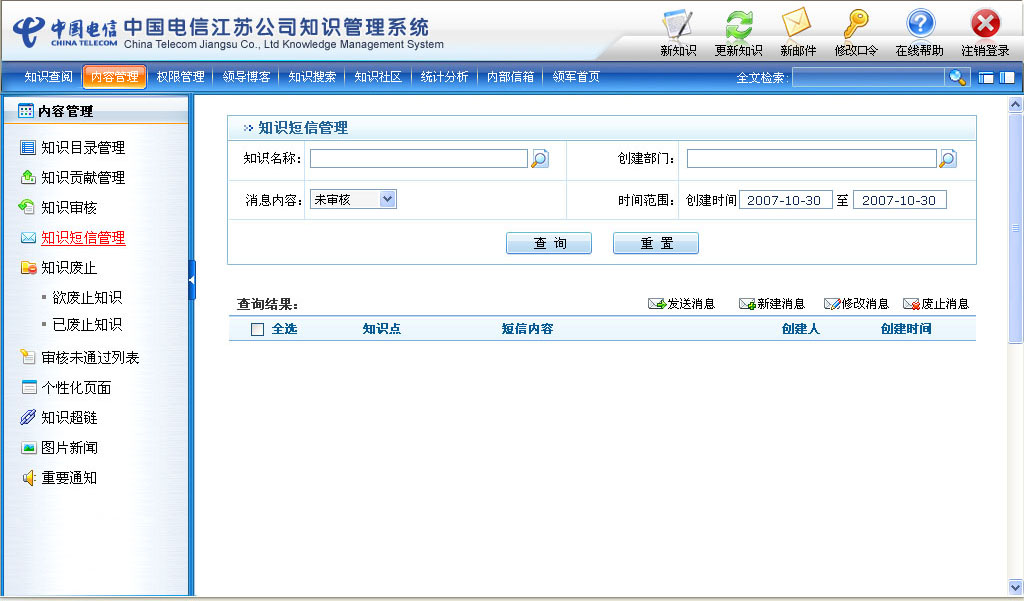 中国电信
CHINA TELECOM
中国电信江苏公司知识管理系统
China Telecom Jiangsu Co., Ltd Knowledge Management System
新知识 更新知识 新邮件 修改口令 在线帮助 注销登录
知识查阅 内容管理 权限管理 领导博客 知识搜索 知识社区 统计分析 内部信箱 领军首页 全文检索:
内容管理
知识目录管理
知识贡献管理
知识审核
知识短信管理
知识废止
欲废止知识
已废止知识
审核未通过列表
个性化页面
知识超链
图片新闻
重要通知
知识短信管理
知识名称: 创建部门:
消息内容: 未审核 时间范围: 创建时间 2007-10-30 至 2007-10-30
查 询 重 置
查询结果: 发送消息 新建消息 修改消息 废止消息
全选 知识点 短信内容 创建人 创建时间